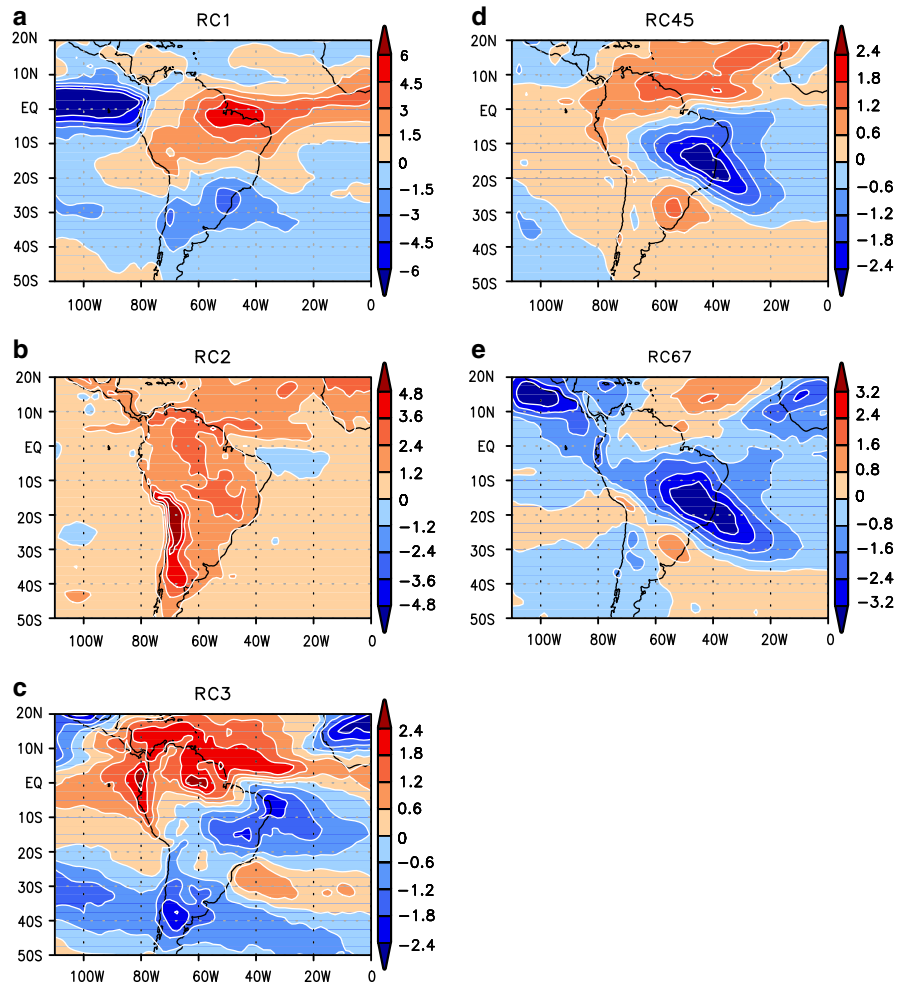 a
RC1
20N
10N
EQ
10S
20S
30S
40S
50S
100W 80W 60W 40W 20W 0
6
4.5
3
1.5
0
−1.5
−3
−4.5
−6
b
RC2
20N
10N
EQ
10S
20S
30S
40S
50S
100W 80W 60W 40W 20W 0
4.8
3.6
2.4
1.2
0
−1.2
−2.4
−3.6
−4.8
c
RC3
20N
10N
EQ
10S
20S
30S
40S
50S
100W 80W 60W 40W 20W 0
2.4
1.8
1.2
0.6
0
−0.6
−1.2
−1.8
−2.4
d
RC45
20N
10N
EQ
10S
20S
30S
40S
50S
100W 80W 60W 40W 20W 0
2.4
1.8
1.2
0.6
0
−0.6
−1.2
−1.8
−2.4
e
RC67
20N
10N
EQ
10S
20S
30S
40S
50S
100W 80W 60W 40W 20W 0
3.2
2.4
1.6
0.8
0
−0.8
−1.6
−2.4
−3.2